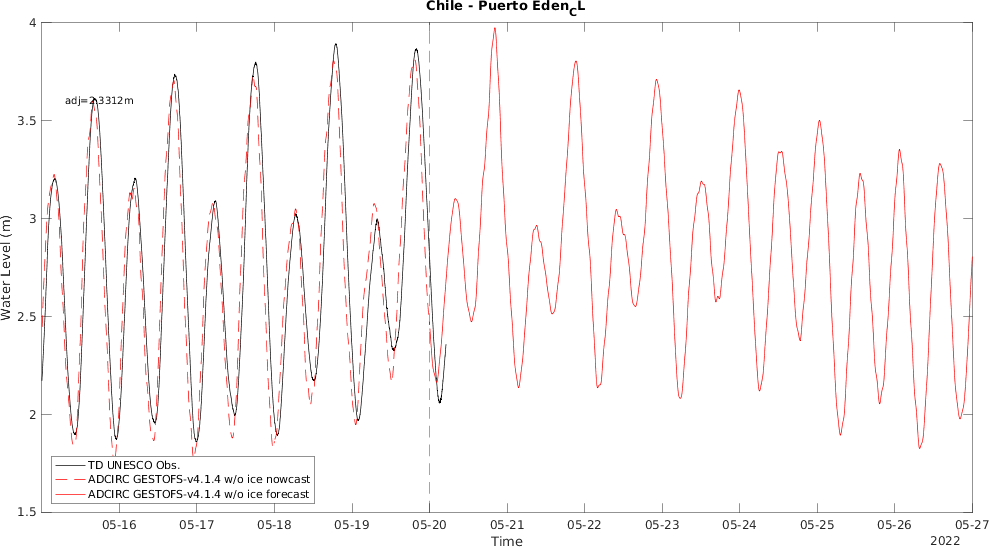 Chile - Puerto Eden_CL
4
3.5
3
2.5
2
1.5
Water Level (m)
adj=2.3312m
TD UNESCO Obs.
ADCIRC GESTOFS-v4.1.4 w/o ice nowcast
ADCIRC GESTOFS-v4.1.4 w/o ice forecast
05-16 05-17 05-18 05-19 05-20 05-21 05-22 05-23 05-24 05-25 05-26 05-27
Time
2022